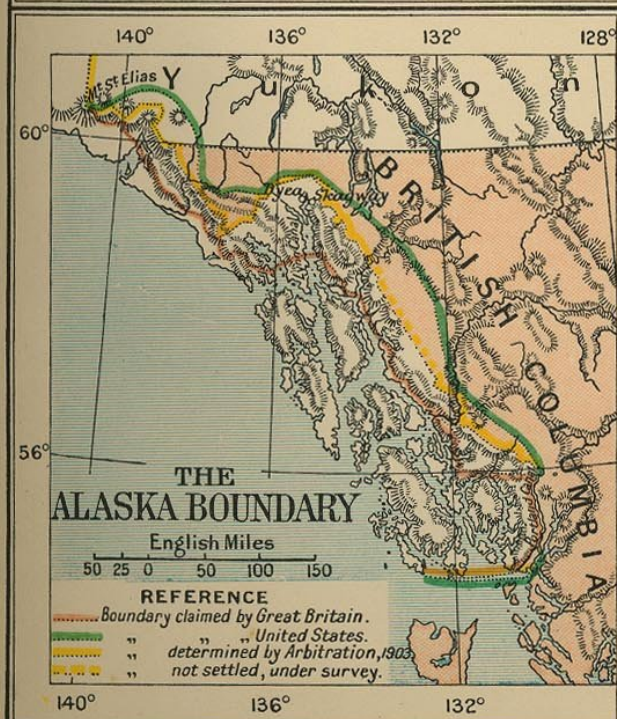 140° 136° 132° 128°
Mt St Elias
Yukon
60°
Dyea Skagway
BRITISH COLUMBIA
56°
THE
ALASKA BOUNDARY
English Miles
50 25 0 50 100 150
REFERENCE
Boundary claimed by Great Britain.
„ „ „ United States.
„ determined by Arbitration, 1903
„ not settled, under survey.
140° 136° 132°